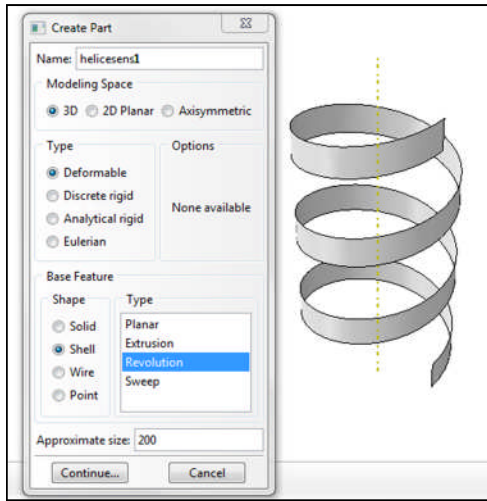 Create Part
Name: helicesens1
Modeling Space
3D 2D Planar Axisymmetric
Type
Deformable
Discrete rigid
Analytical rigid
Eulerian
Options
None available
Base Feature
Shape
Solid
Shell
Wire
Point
Type
Planar
Extrusion
Revolution
Sweep
Approximate size: 200
Continue... Cancel